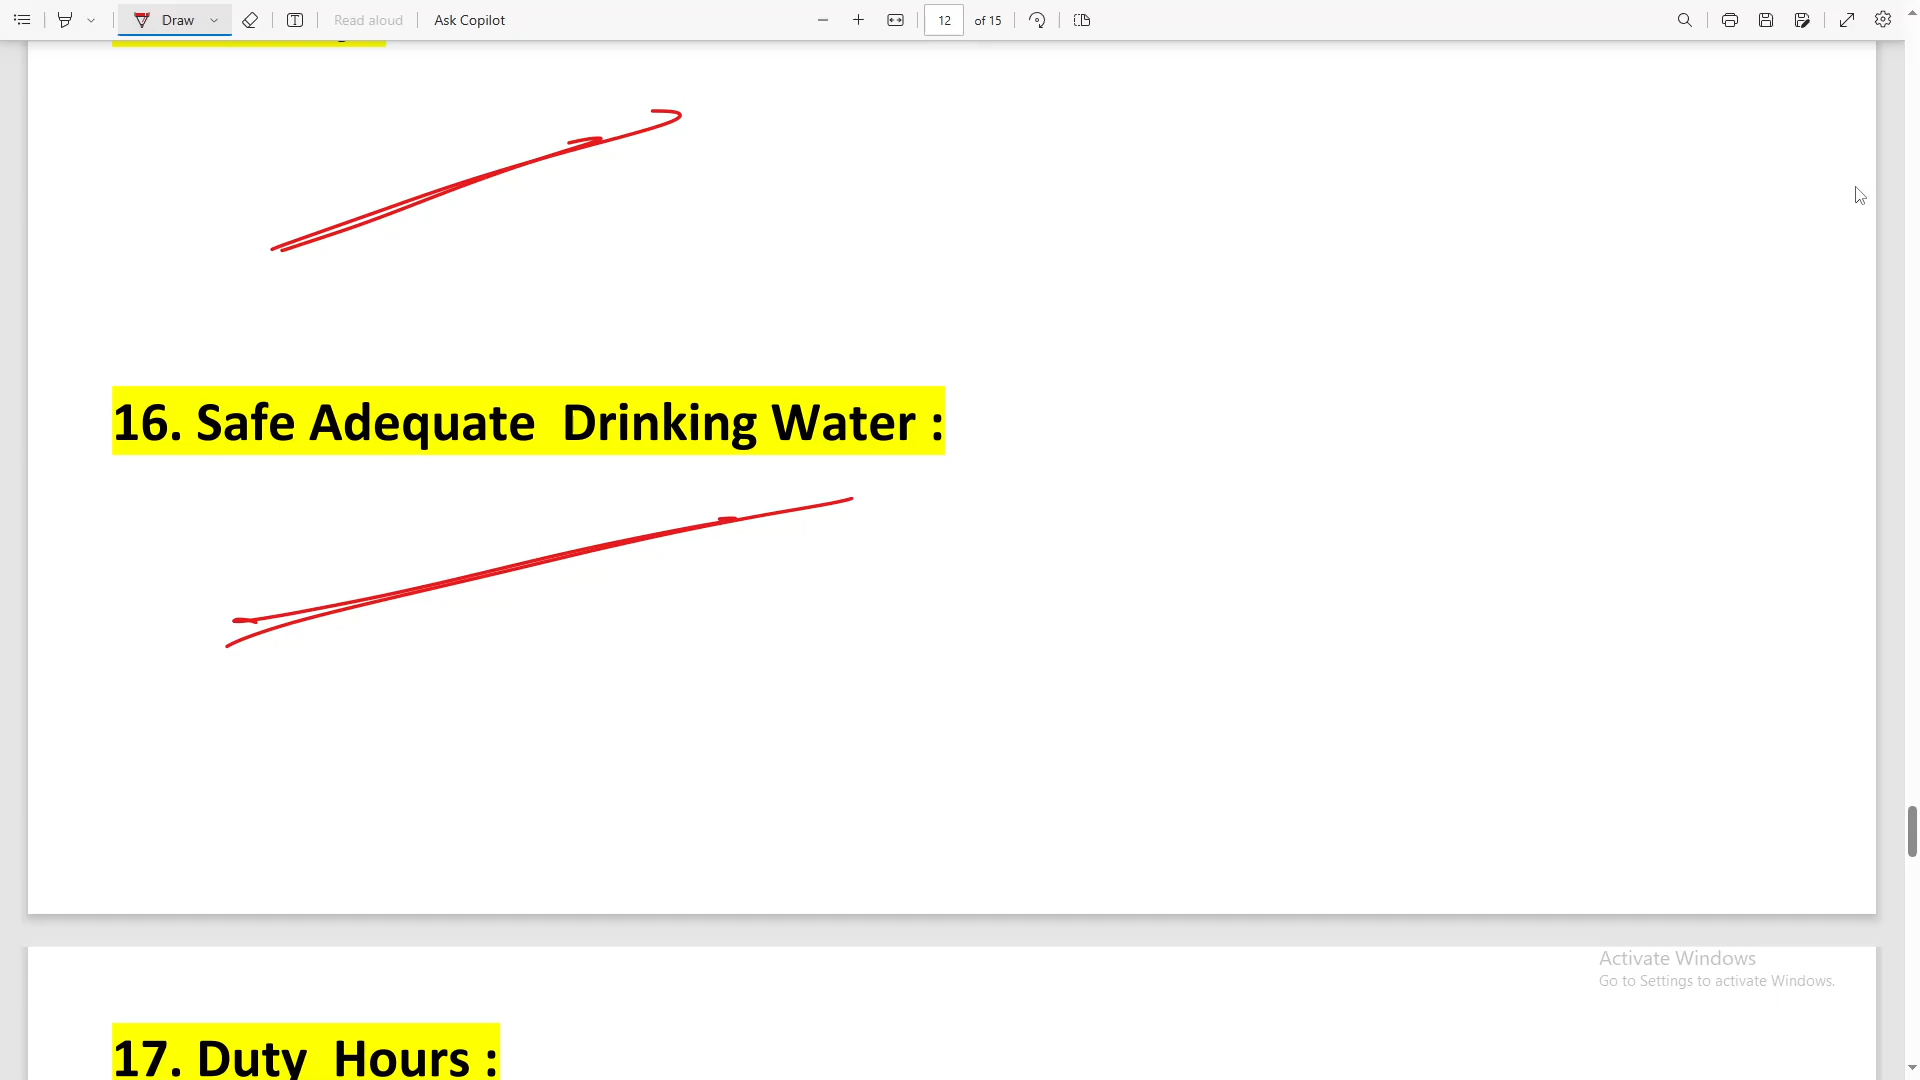 Draw
Read aloud
Ask Copilot
12 of 15
16. Safe Adequate  Drinking Water :
Activate Windows
Go to Settings to activate Windows.
17. Duty  Hours :